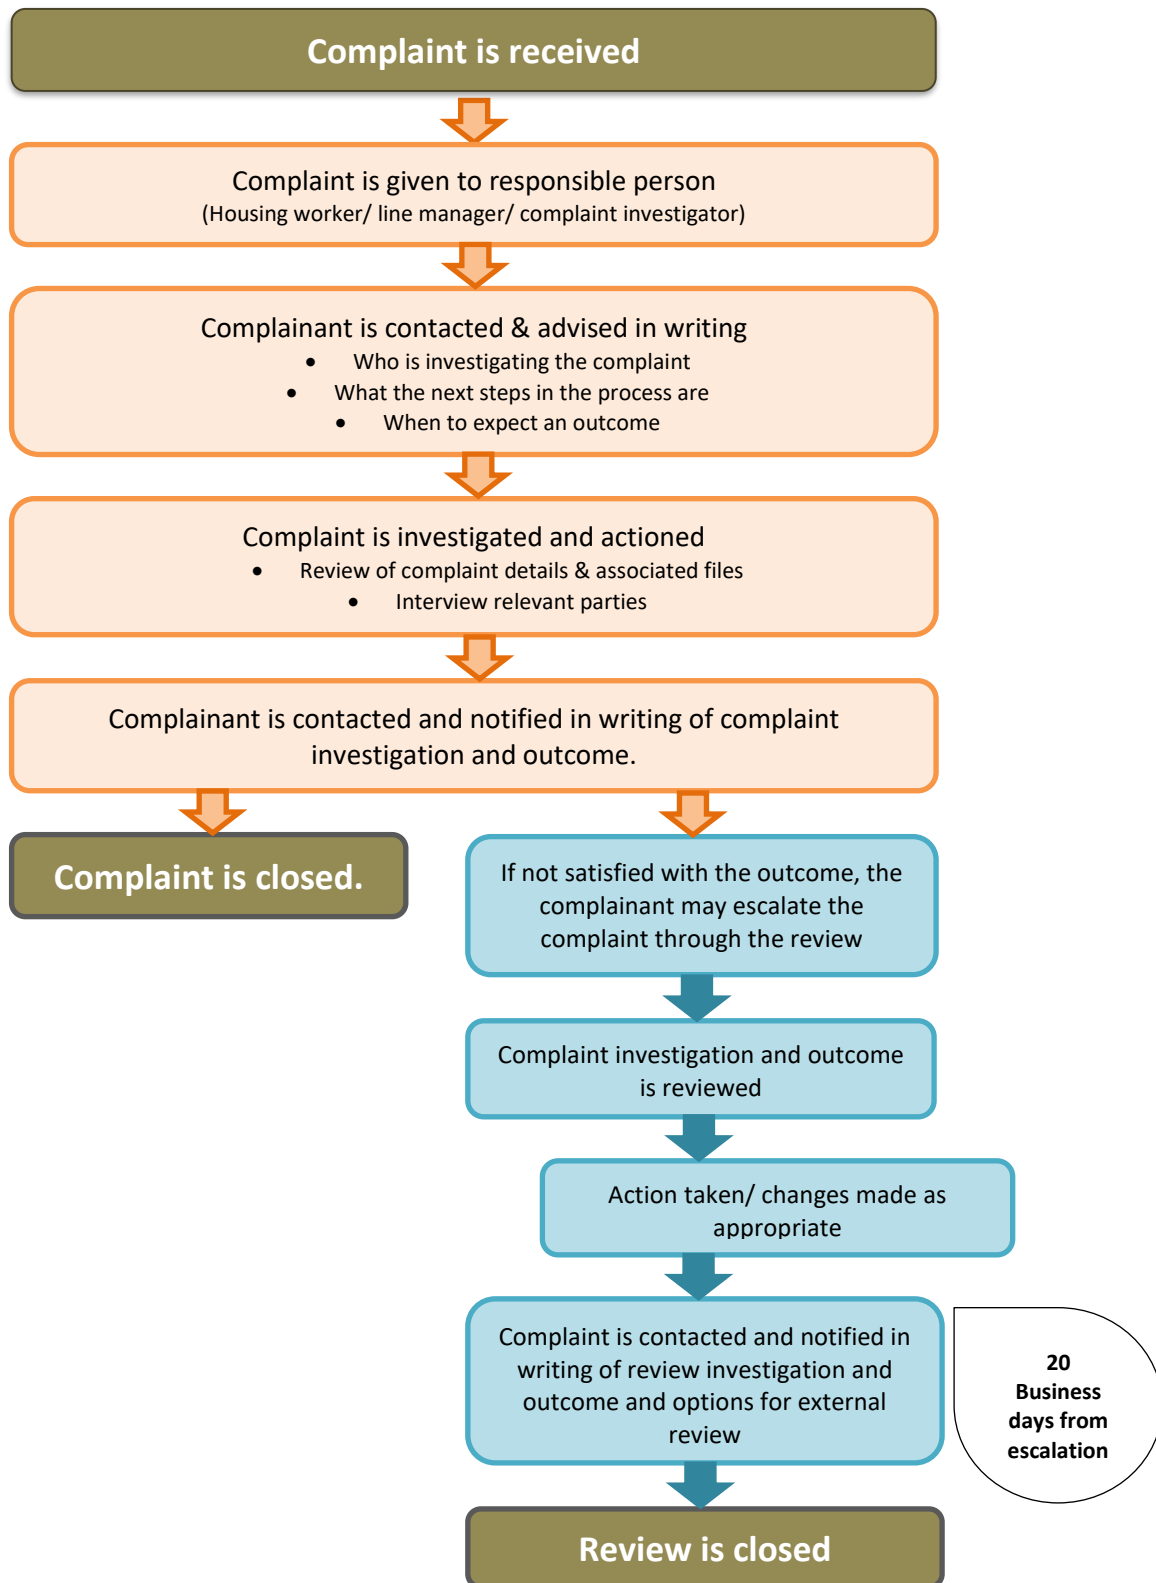 Complaint is received
Complaint is given to responsible person
(Housing worker/ line manager/ complaint investigator)
Complainant is contacted & advised in writing
• Who is investigating the complaint
• What the next steps in the process are
• When to expect an outcome
Complaint is investigated and actioned
• Review of complaint details & associated files
• Interview relevant parties
Complainant is contacted and notified in writing of complaint
investigation and outcome.
Complaint is closed.
If not satisfied with the outcome, the
complainant may escalate the
complaint through the review
Complaint investigation and outcome
is reviewed
Action taken/ changes made as
appropriate
Complaint is contacted and notified in
writing of review investigation and
outcome and options for external
review
20
Business
days from
escalation
Review is closed